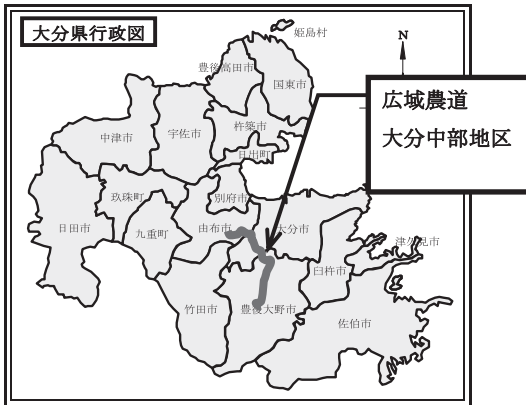 大分県行政図
姫島村
N
豊後高田市
国東市
広域農道
大分中部地区
中津市
宇佐市
杵築市
日出町
玖珠町
別府市
日田市
九重町
由布市
大分市
津久見市
臼杵市
竹田市
豊後大野市
佐伯市